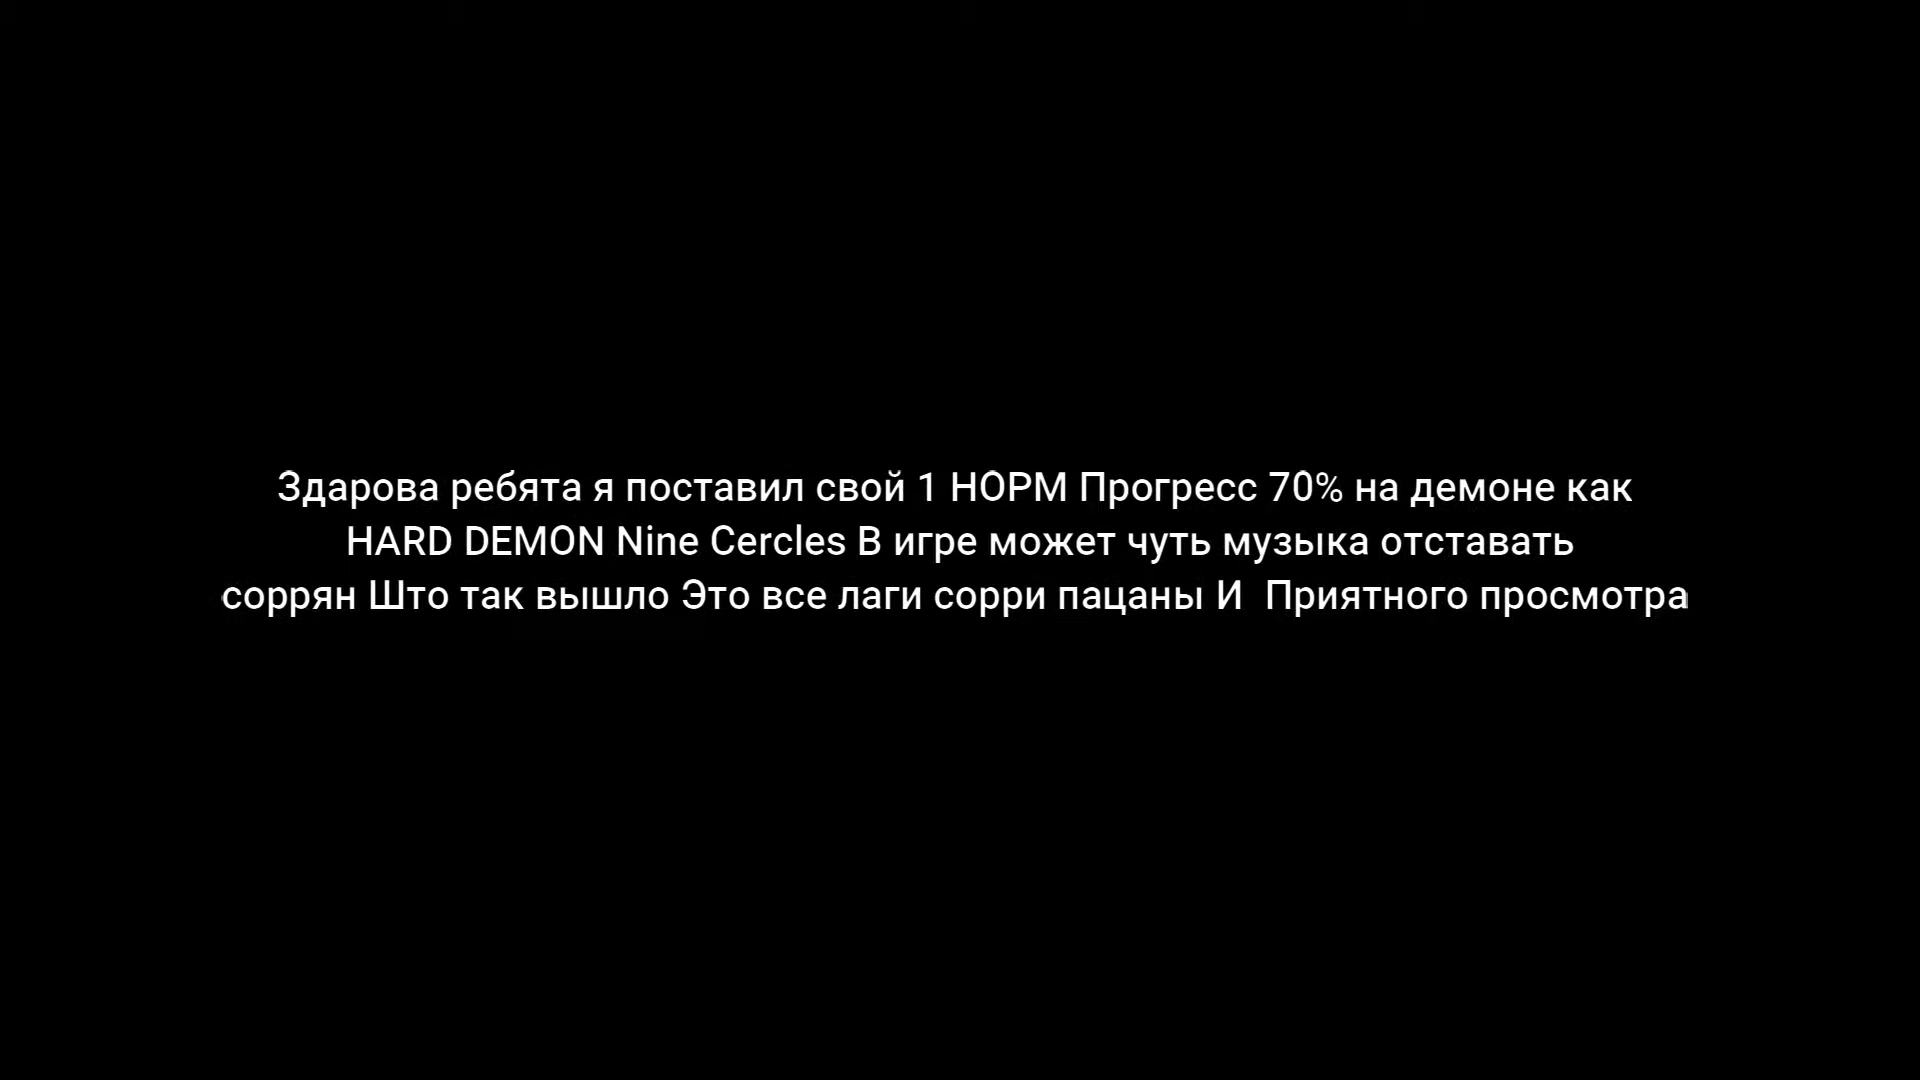 Здарова ребята я поставил свой 1 НОРМ Прогресс 70% на демоне как
HARD DEMON Nine Cercles В игре может чуть музыка отставать
соррян Што так вышло Это все лаги сорри пацаны И  Приятного просмотра